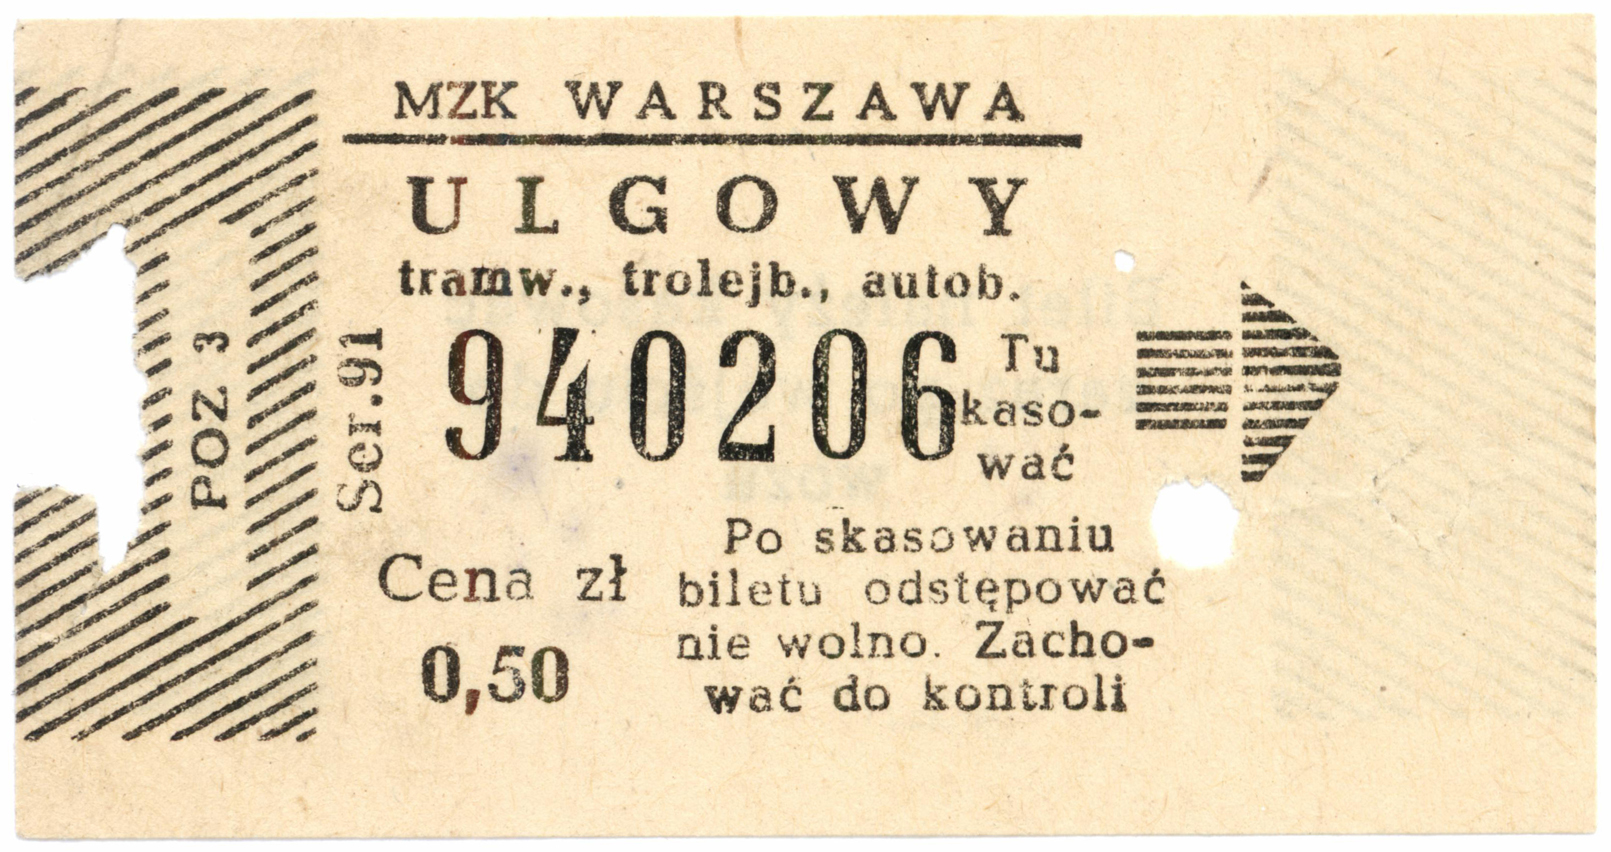 MZK WARSZAWA
ULGOWY
tramw., trolejb., autob.
POZ 3
Ser.91
940206
Tu
kaso-
wać
Cena zł
0,50
Po skasowaniu
biletu odstępować
nie wolno. Zacho-
wać do kontroli